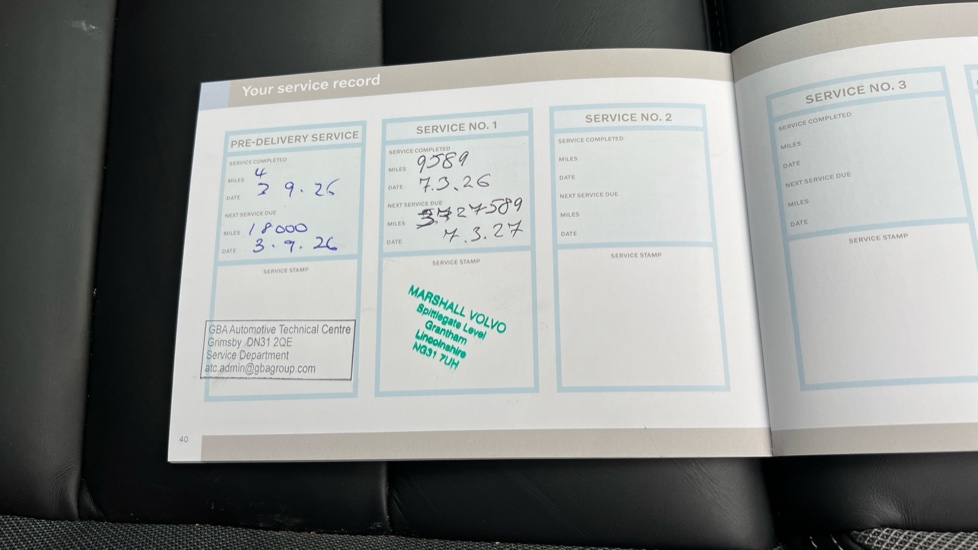 Your service record
PRE-DELIVERY SERVICE
SERVICE COMPLETED
MILES 4
DATE 3 9. 26
NEXT SERVICE DUE
MILES 18000
DATE 3. 9. 26
SERVICE STAMP
GBA Automotive Technical Centre
Grimsby DN31 2QE
Service Department
atc.admin@gbagroup.com
SERVICE NO. 1
SERVICE COMPLETED
MILES 9589
DATE 7.3.26
NEXT SERVICE DUE
MILES 27589
DATE 7.3.27
SERVICE STAMP
MARSHALL VOLVO
Spittlegate Level
Grantham
Lincolnshire
NG31 7UH
SERVICE NO. 2
SERVICE COMPLETED
MILES
DATE
NEXT SERVICE DUE
MILES
DATE
SERVICE STAMP
40
SERVICE NO. 3
SERVICE COMPLETED
MILES
DATE
NEXT SERVICE DUE
MILES
DATE
SERVICE STAMP